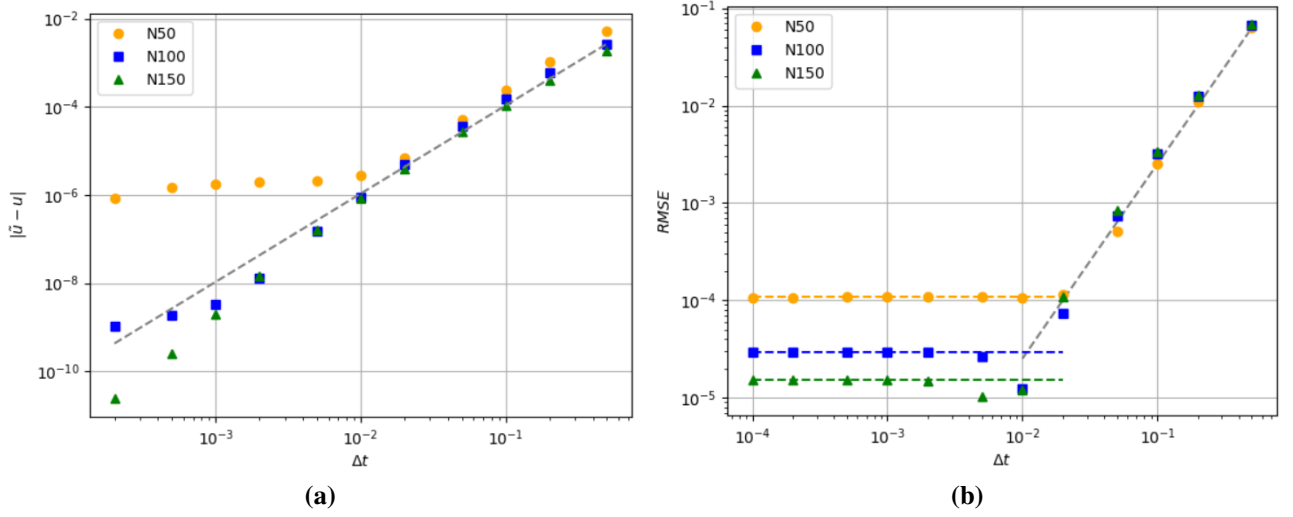 10⁻²
10⁻⁴
10⁻⁶
10⁻⁸
10⁻¹⁰
|ũ − u|
N50
N100
N150
10⁻³
10⁻²
10⁻¹
Δt
(a)
10⁻¹
10⁻²
10⁻³
10⁻⁴
10⁻⁵
RMSE
N50
N100
N150
10⁻⁴
10⁻³
10⁻²
10⁻¹
Δt
(b)